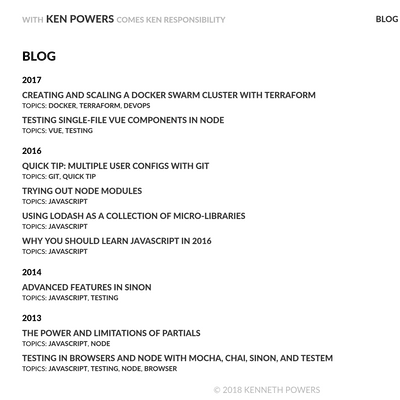 WITH KEN POWERS COMES KEN RESPONSIBILITY
BLOG
BLOG
2017
CREATING AND SCALING A DOCKER SWARM CLUSTER WITH TERRAFORM
TOPICS: DOCKER, TERRAFORM, DEVOPS
TESTING SINGLE-FILE VUE COMPONENTS IN NODE
TOPICS: VUE, TESTING
2016
QUICK TIP: MULTIPLE USER CONFIGS WITH GIT
TOPICS: GIT, QUICK TIP
TRYING OUT NODE MODULES
TOPICS: JAVASCRIPT
USING LODASH AS A COLLECTION OF MICRO-LIBRARIES
TOPICS: JAVASCRIPT
WHY YOU SHOULD LEARN JAVASCRIPT IN 2016
TOPICS: JAVASCRIPT
2014
ADVANCED FEATURES IN SINON
TOPICS: JAVASCRIPT, TESTING
2013
THE POWER AND LIMITATIONS OF PARTIALS
TOPICS: JAVASCRIPT, NODE
TESTING IN BROWSERS AND NODE WITH MOCHA, CHAI, SINON, AND TESTEM
TOPICS: JAVASCRIPT, TESTING, NODE, BROWSER
© 2018 KENNETH POWERS